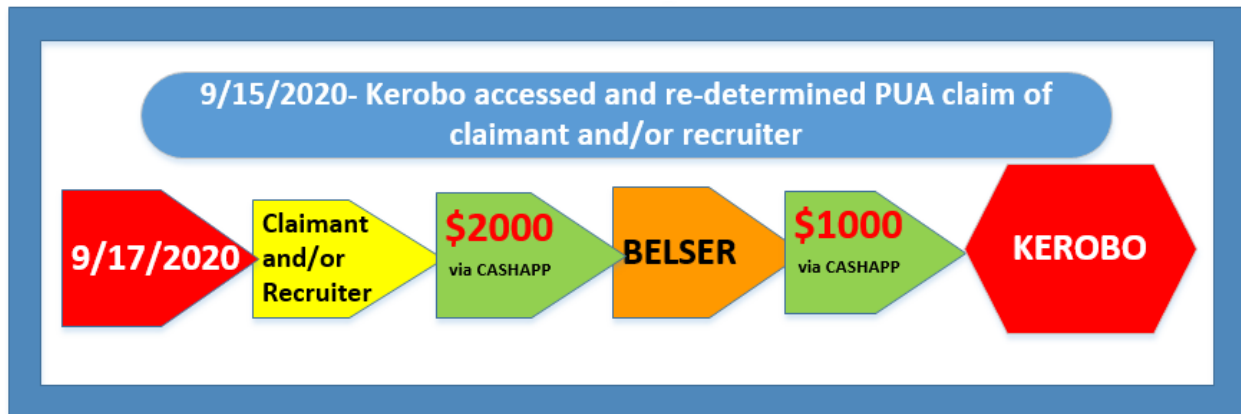 9/15/2020- Kerobo accessed and re-determined PUA claim of
claimant and/or recruiter
9/17/2020
Claimant
and/or
Recruiter
$2000
via CASHAPP
BELSER
$1000
via CASHAPP
KEROBO